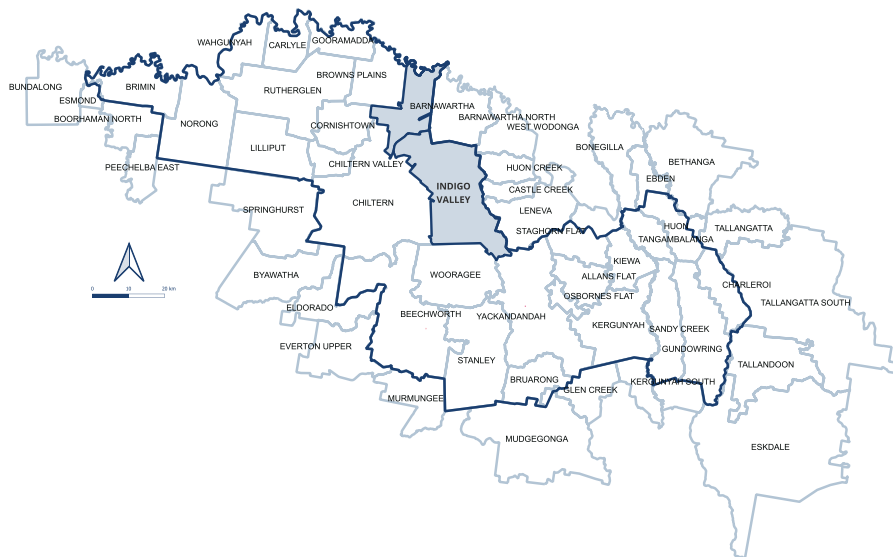 WAHGUNYAH
CARLYLE
GOORAMADDA
BUNDALONG
ESMOND
BRIMIN
BROWNS PLAINS
RUTHERGLEN
BARNAWARTHA
BOORHAMAN NORTH
NORONG
CORNISHTOWN
BARNAWARTHA NORTH
WEST WODONGA
LILLIPUT
BONEGILLA
PEECHELBA EAST
CHILTERN VALLEY
HUON CREEK
BETHANGA
EBDEN
CASTLE CREEK
INDIGO
VALLEY
CHILTERN
SPRINGHURST
LENEVA
STAGHORN FLAT
HUON
TANGAMBALANGA
TALLANGATTA
KIEWA
BYAWATHA
WOORAGEE
ALLANS FLAT
CHARLEROI
0 10 20 km
OSBORNES FLAT
TALLANGATTA SOUTH
ELDORADO
BEECHWORTH
YACKANDANDAH
KERGUNYAH
SANDY CREEK
EVERTON UPPER
GUNDOWRING
STANLEY
TALLANDOON
BRUARONG
GLEN CREEK
KERGUNYAH SOUTH
MURMUNGEE
MUDGEGONGA
ESKDALE